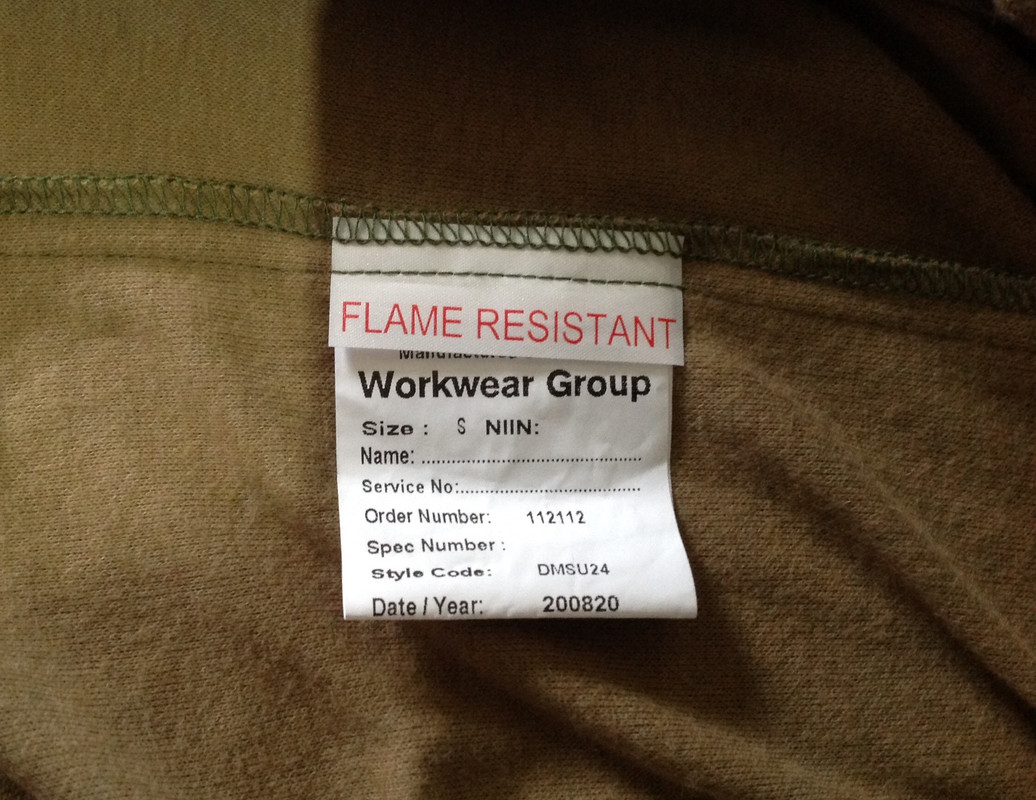 FLAME RESISTANT
Workwear Group
Size : S NIIN:
Name: ..........................................
Service No:..................................
Order Number: 112112
Spec Number :
Style Code: DMSU24
Date / Year: 200820